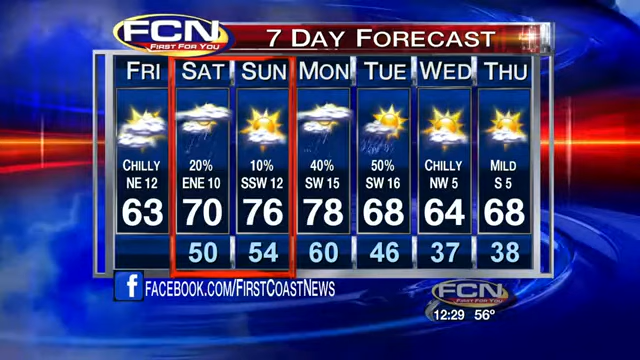 FCN
FIRST FOR YOU
7 DAY FORECAST
FRI SAT SUN MON TUE WED THU
CHILLY 20% 10% 40% 50% CHILLY MILD
NE 12 ENE 10 SSW 12 SW 15 SW 16 NW 5 S 5
63 70 76 78 68 64 68
50 54 60 46 37 38
f FACEBOOK.COM/FIRSTCOASTNEWS
FCN
FIRST FOR YOU
12:29 56°